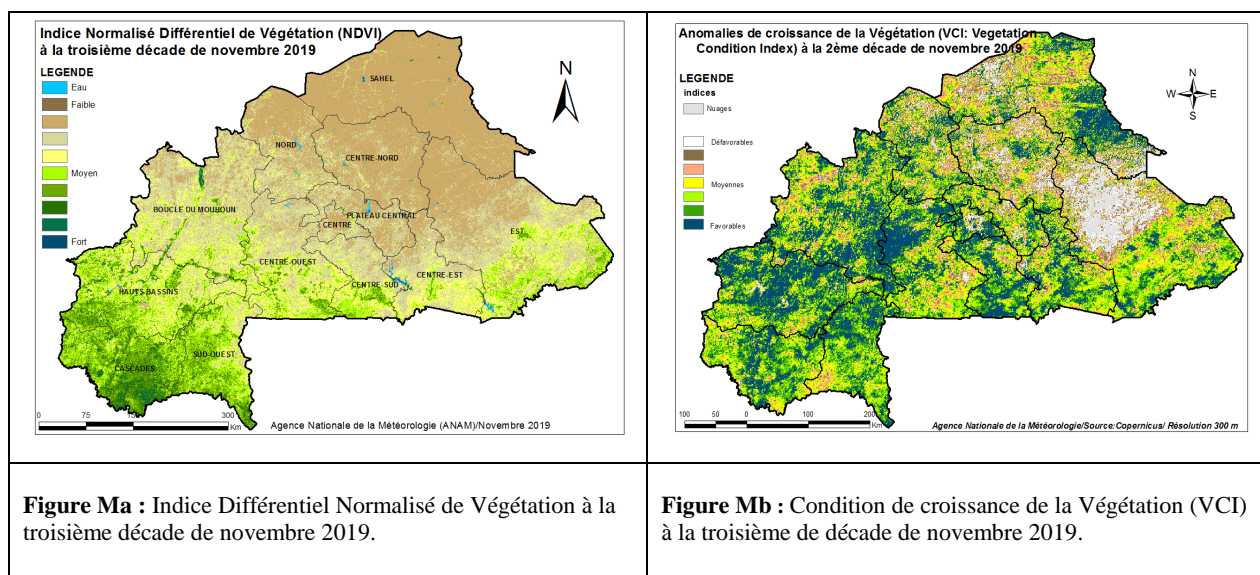 Indice Normalisé Différentiel de Végétation (NDVI)
à la troisième décade de novembre 2019
LEGENDE
Eau
Faible
Moyen
Fort
N
SAHEL
NORD
CENTRE-NORD
BOUCLE DU MOUHOUN
PLATEAU CENTRAL
CENTRE
EST
CENTRE-OUEST
CENTRE-EST
CENTRE-SUD
HAUTS-BASSINS
SUD-OUEST
CASCADES
0 75 150 300
Km
Agence Nationale de la Météorologie (ANAM)/Novembre 2019
Anomalies de croissance de la Végétation (VCI: Vegetation
Condition Index) à la 2ème décade de novembre 2019
LEGENDE
indices
Nuages
Défavorables
Moyennes
Favorables
N
W E
S
100 50 0 100 200
Km
Agence Nationale de la Météorologie/Source:Copernicus/ Résolution 300 m
Figure Ma : Indice Différentiel Normalisé de Végétation à la
troisième décade de novembre 2019.
Figure Mb : Condition de croissance de la Végétation (VCI)
à la troisième de décade de novembre 2019.